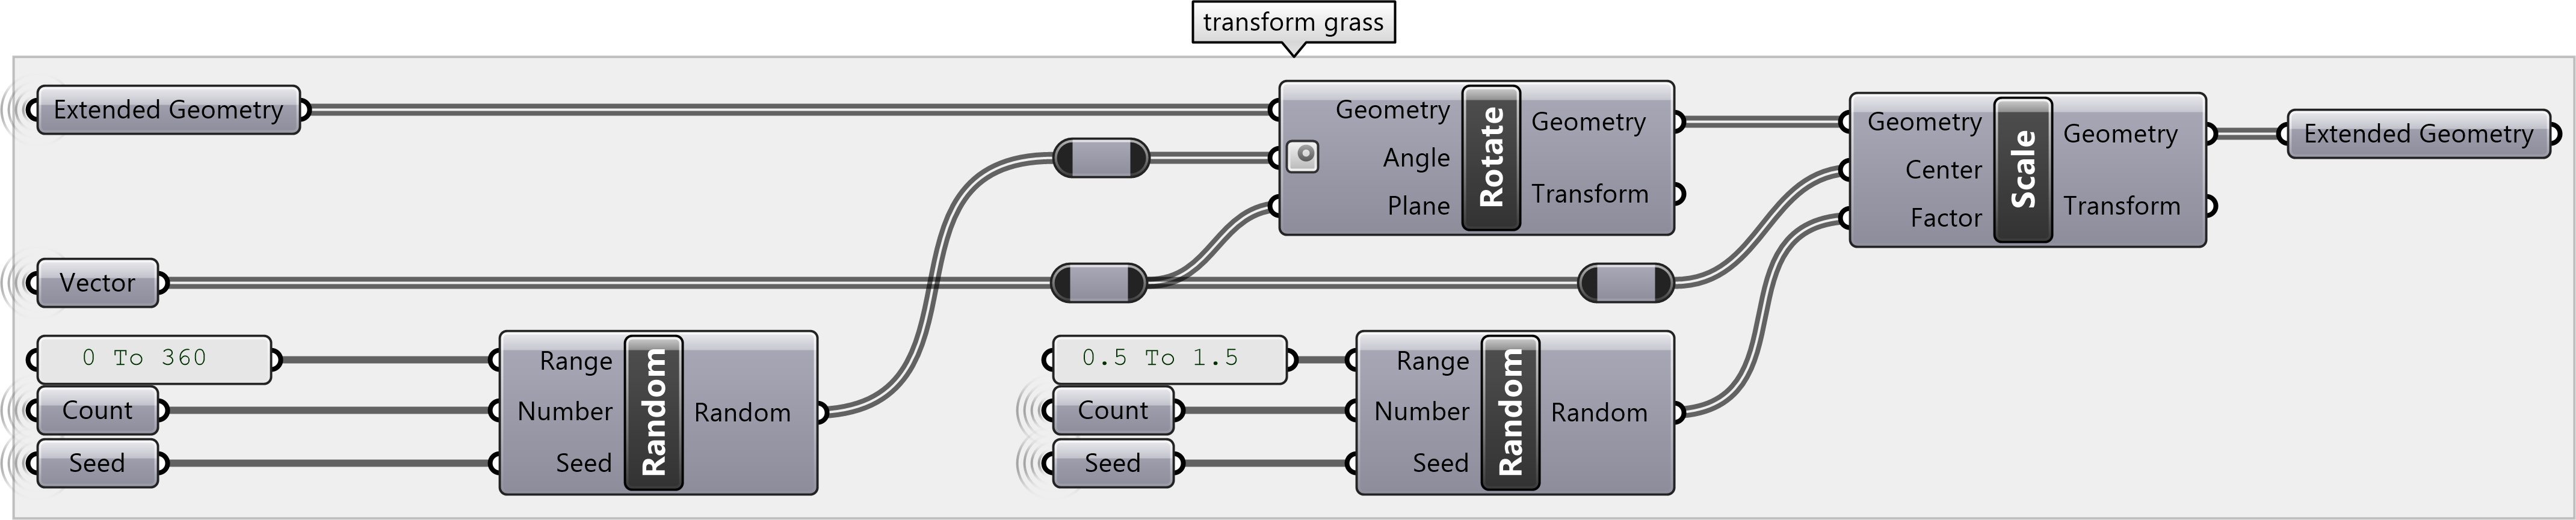 transform grass
Extended Geometry
Geometry
Angle
Plane
Rotate
Geometry
Transform
Geometry
Center
Factor
Scale
Geometry
Transform
Extended Geometry
Vector
0 To 360
Count
Seed
Range
Number
Seed
Random
Random
0.5 To 1.5
Count
Seed
Range
Number
Seed
Random
Random